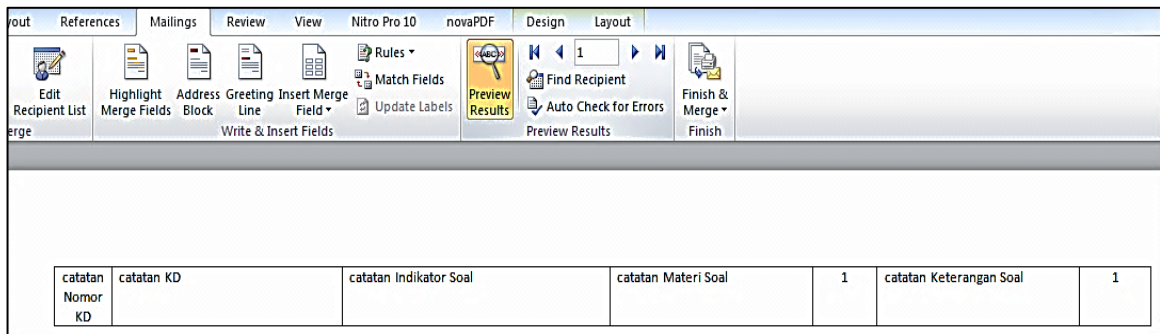 yout References Mailings Review View Nitro Pro 10 novaPDF Design Layout
Edit
Recipient List
erge
Highlight
Merge Fields
Address
Block
Greeting
Line
Insert Merge
Field
Rules
Match Fields
Update Labels
Write & Insert Fields
ABC
Preview
Results
1
Find Recipient
Auto Check for Errors
Preview Results
Finish &
Merge
Finish
catatan
Nomor
KD
catatan KD
catatan Indikator Soal
catatan Materi Soal
1
catatan Keterangan Soal
1